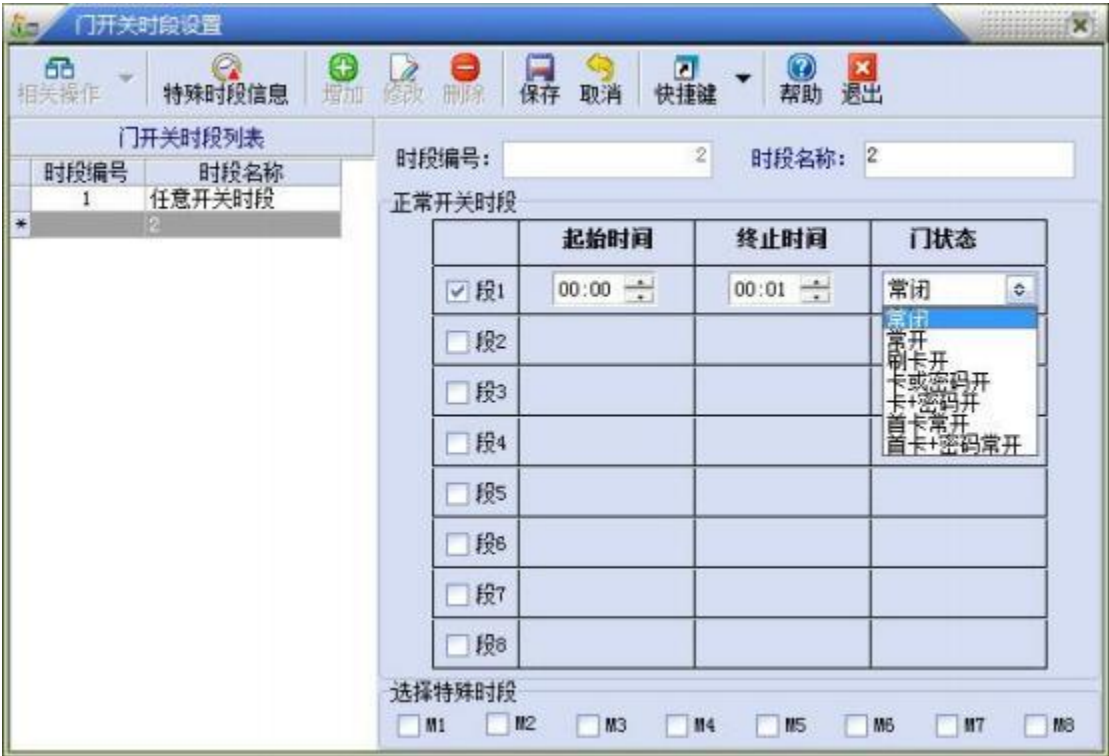 门开关时段设置
相关操作 特殊时段信息 增加 修改 删除 保存 取消 快捷键 帮助 退出
门开关时段列表
时段编号 时段名称
1 任意开关时段
* 2
时段编号: 2 时段名称: 2
正常开关时段
起始时间 终止时间 门状态
段1 00:00 00:01 常闭
常闭
常开
刷卡开
卡或密码开
卡+密码开
首卡常开
首卡+密码常开
段2
段3
段4
段5
段6
段7
段8
选择特殊时段
M1 M2 M3 M4 M5 M6 M7 M8